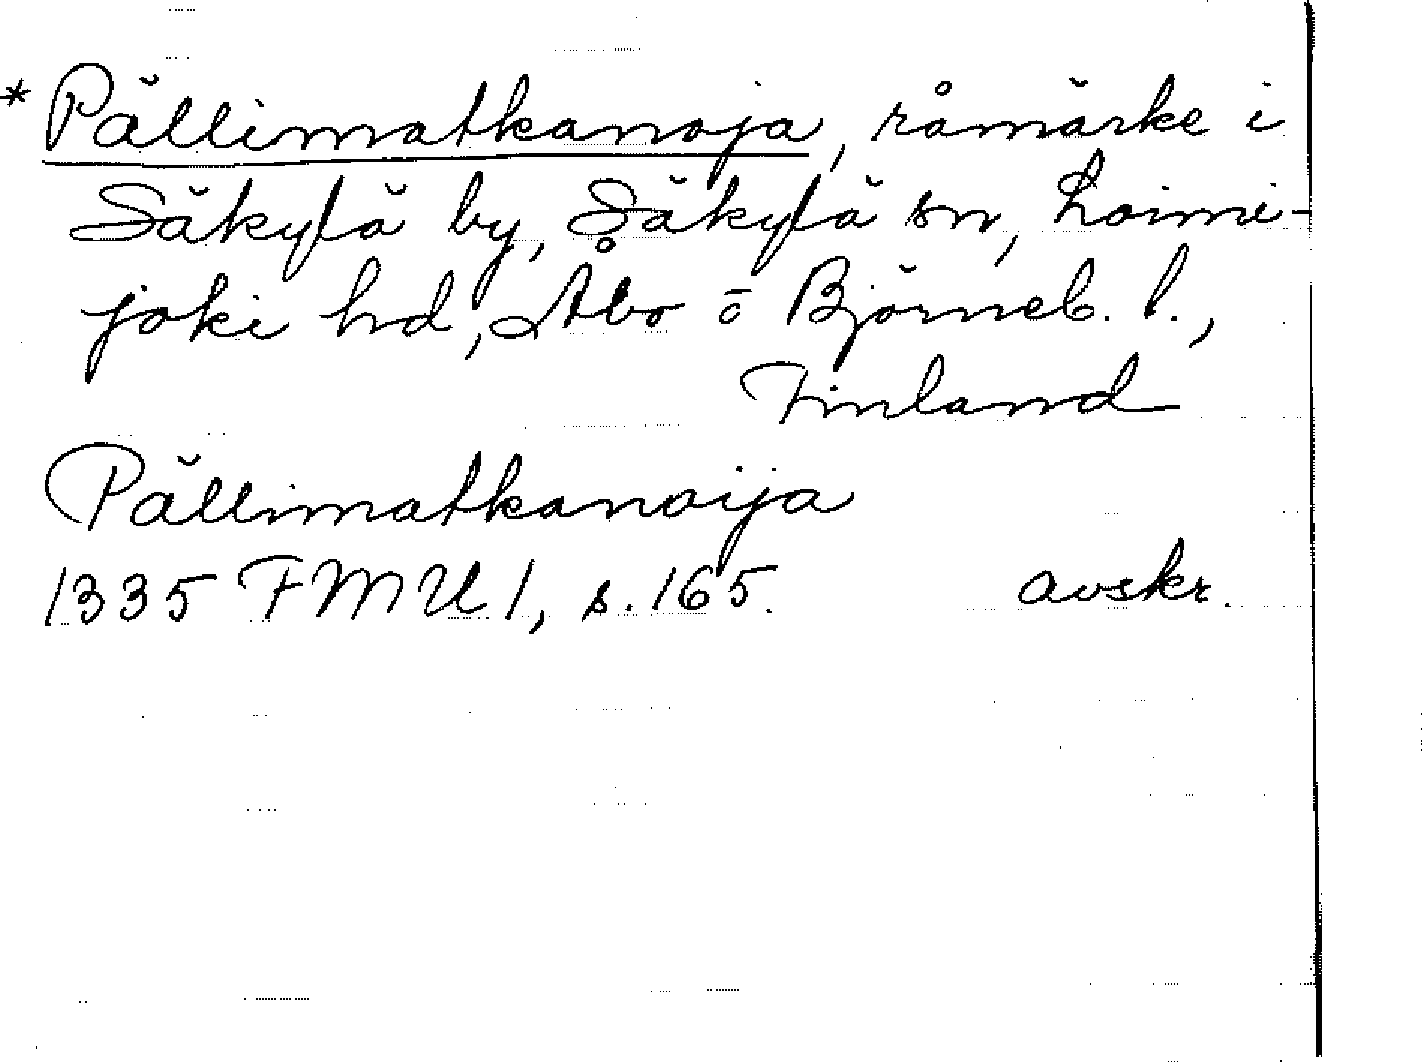 * Pällimatkanoja, råmärke i
Säkylä by, Säkylä sn, Loimi-
joki hd, Åbo o Björneb. l.,
Finland
Pällimatkanoija
1335 FMU 1, s. 165. avskr.